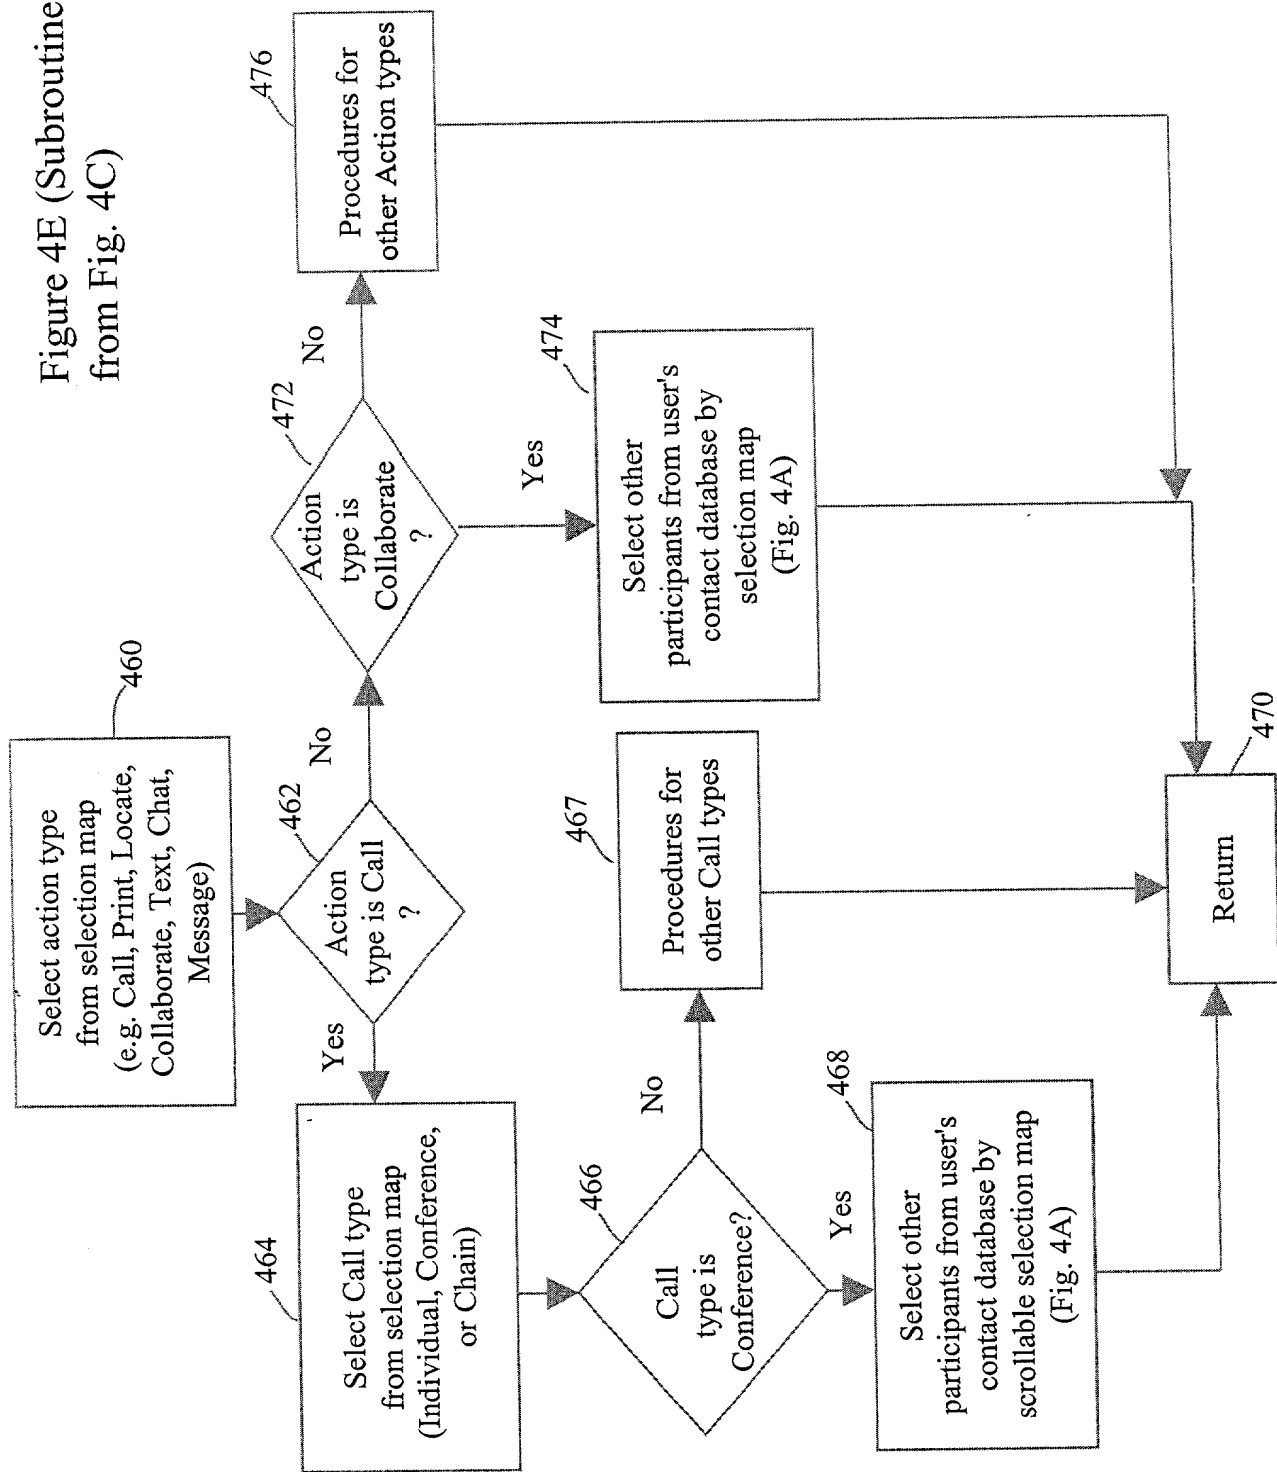 Figure 4E (Subroutine
from Fig. 4C)
460
Select action type
from selection map
(e.g. Call, Print, Locate,
Collaborate, Text, Chat,
Message)
462
Action
type is Call
?
No
Yes
472
Action
type is
Collaborate
?
No
Yes
476
Procedures for
other Action types
474
Select other
participants from user's
contact database by
selection map
(Fig. 4A)
464
Select Call type
from selection map
(Individual, Conference,
or Chain)
466
Call
type is
Conference?
No
Yes
467
Procedures for
other Call types
468
Select other
participants from user's
contact database by
scrollable selection map
(Fig. 4A)
470
Return